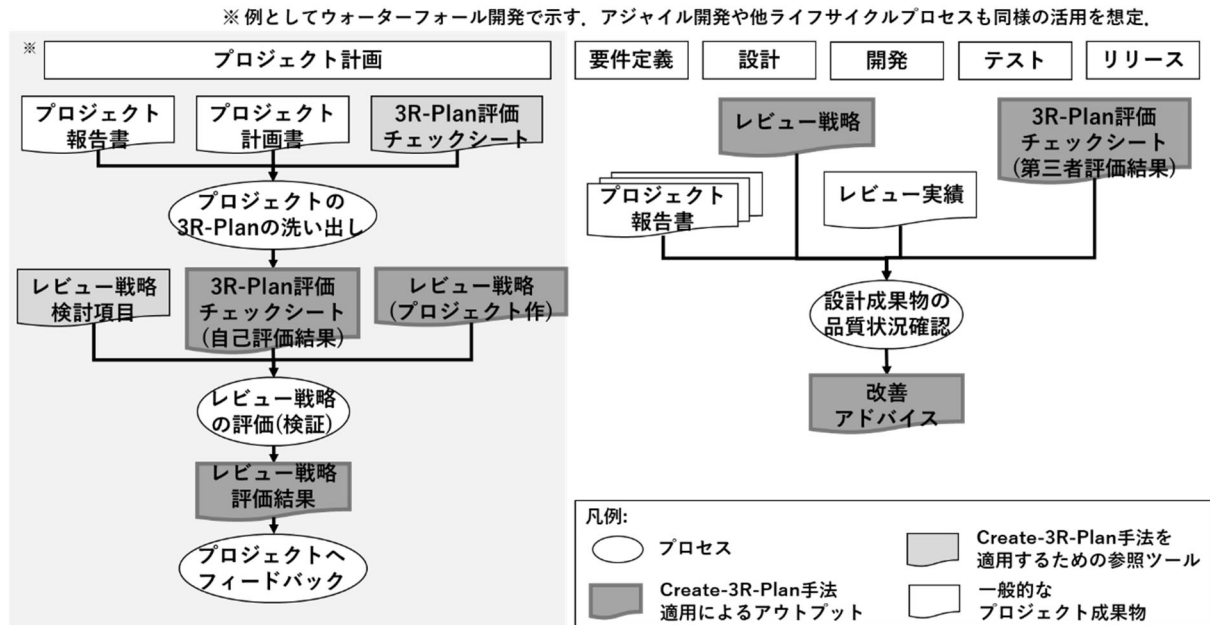 ※ 例としてウォーターフォール開発で示す．アジャイル開発や他ライフサイクルプロセスも同様の活用を想定．
※
プロジェクト計画
要件定義
設計
開発
テスト
リリース
プロジェクト
報告書
プロジェクト
計画書
3R-Plan評価
チェックシート
プロジェクトの
3R-Planの洗い出し
レビュー戦略
検討項目
3R-Plan評価
チェックシート
(自己評価結果)
レビュー戦略
(プロジェクト作)
レビュー戦略
の評価(検証)
レビュー戦略
評価結果
プロジェクトへ
フィードバック
レビュー戦略
3R-Plan評価
チェックシート
(第三者評価結果)
プロジェクト
報告書
レビュー実績
設計成果物の
品質状況確認
改善
アドバイス
凡例:
プロセス
Create-3R-Plan手法を
適用するための参照ツール
Create-3R-Plan手法
適用によるアウトプット
一般的な
プロジェクト成果物